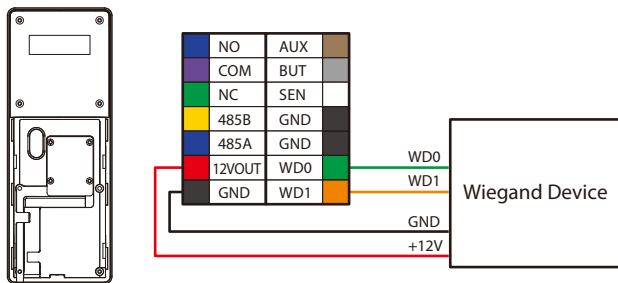 NO AUX
COM BUT
NC SEN
485B GND
485A GND
12VOUT WD0
GND WD1
WD0
WD1
GND
+12V
Wiegand Device